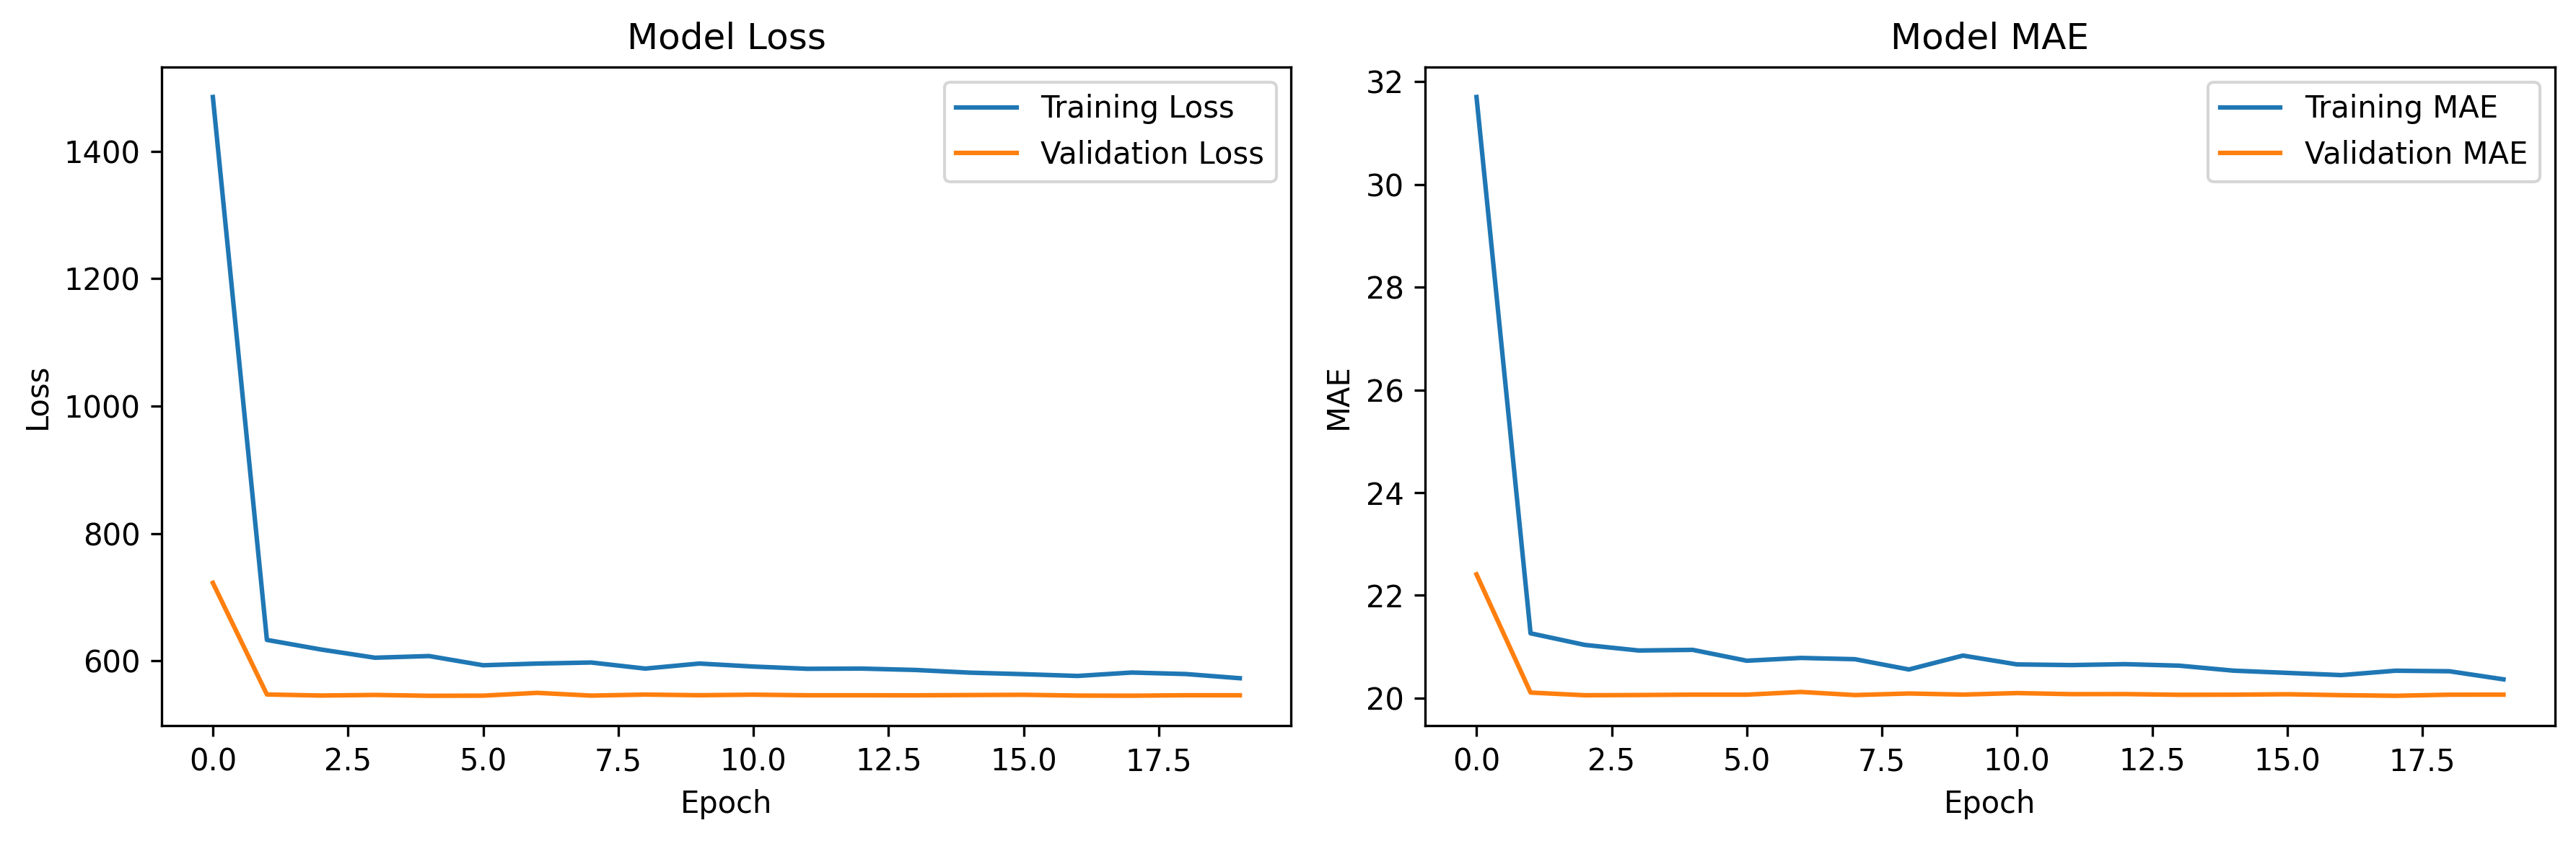 Model Loss
Training Loss
Validation Loss
1400
1200
1000
800
600
Loss
0.0 2.5 5.0 7.5 10.0 12.5 15.0 17.5
Epoch
Model MAE
Training MAE
Validation MAE
32
30
28
26
24
22
20
MAE
0.0 2.5 5.0 7.5 10.0 12.5 15.0 17.5
Epoch